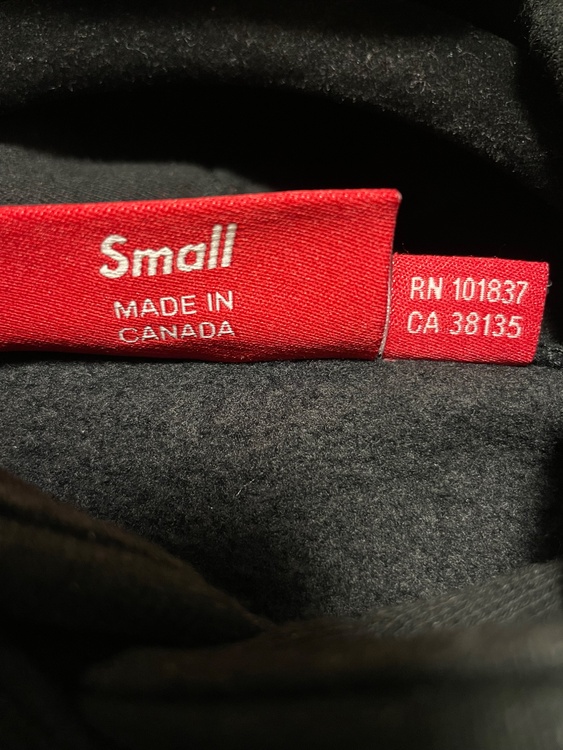 Small
MADE IN
CANADA
RN 101837
CA 38135